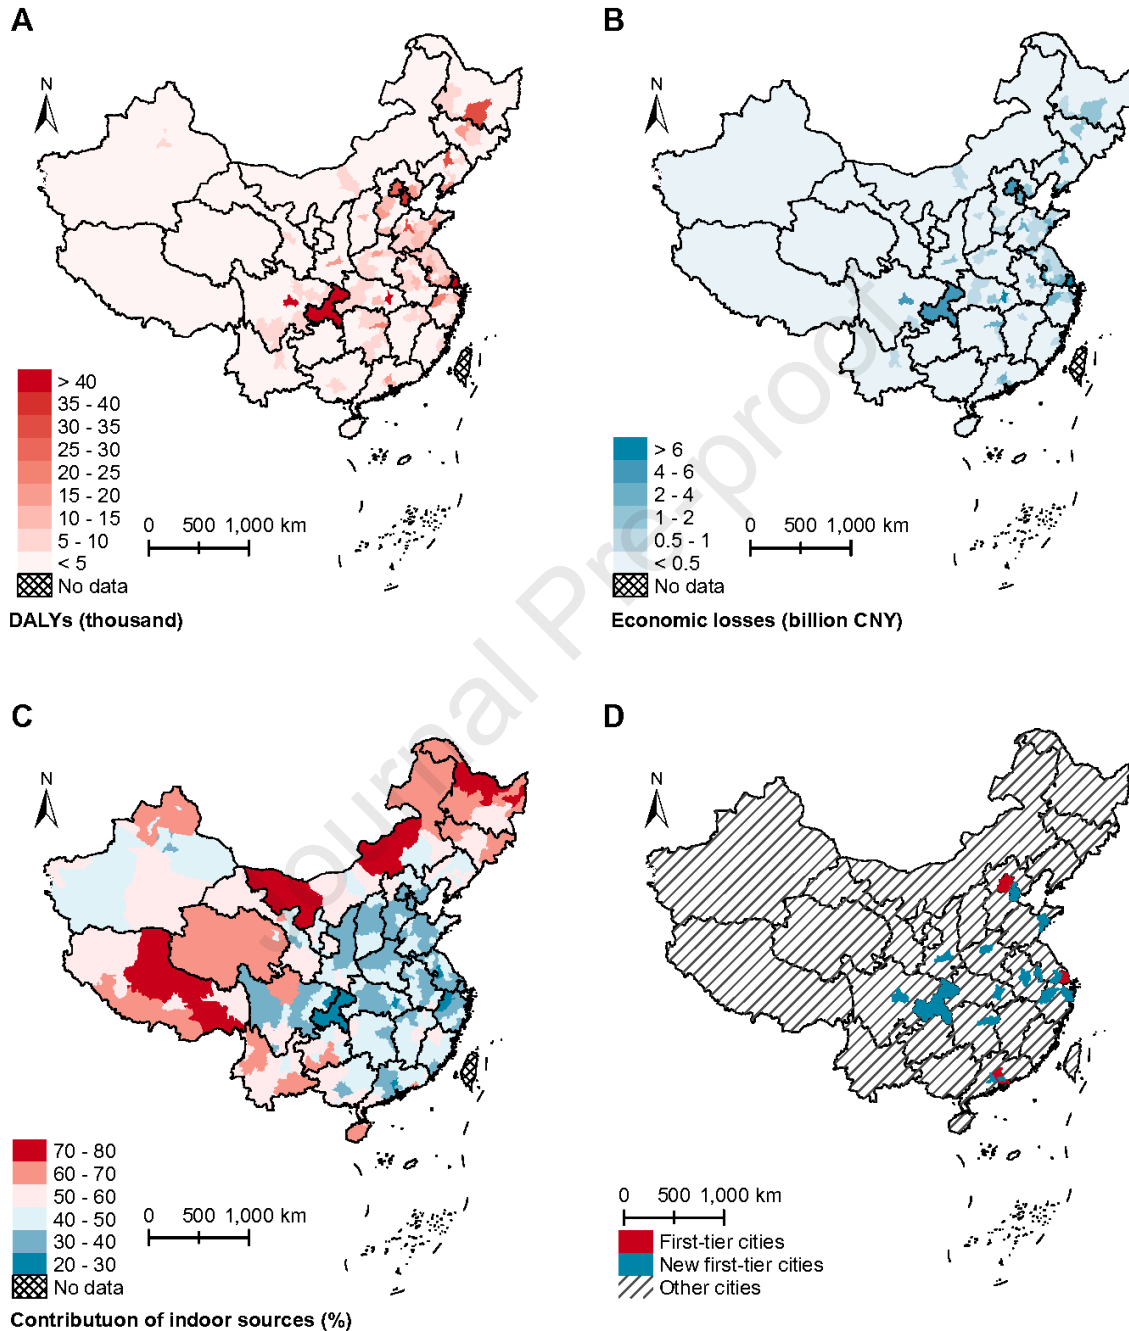 A
N
> 40
35 - 40
30 - 35
25 - 30
20 - 25
15 - 20
10 - 15
5 - 10
< 5
No data
0 500 1,000 km
DALYs (thousand)
B
N
> 6
4 - 6
2 - 4
1 - 2
0.5 - 1
< 0.5
No data
0 500 1,000 km
Economic losses (billion CNY)
Journal Pre-proof
C
N
70 - 80
60 - 70
50 - 60
40 - 50
30 - 40
20 - 30
No data
0 500 1,000 km
Contributuon of indoor sources (%)
D
N
0 500 1,000 km
First-tier cities
New first-tier cities
Other cities